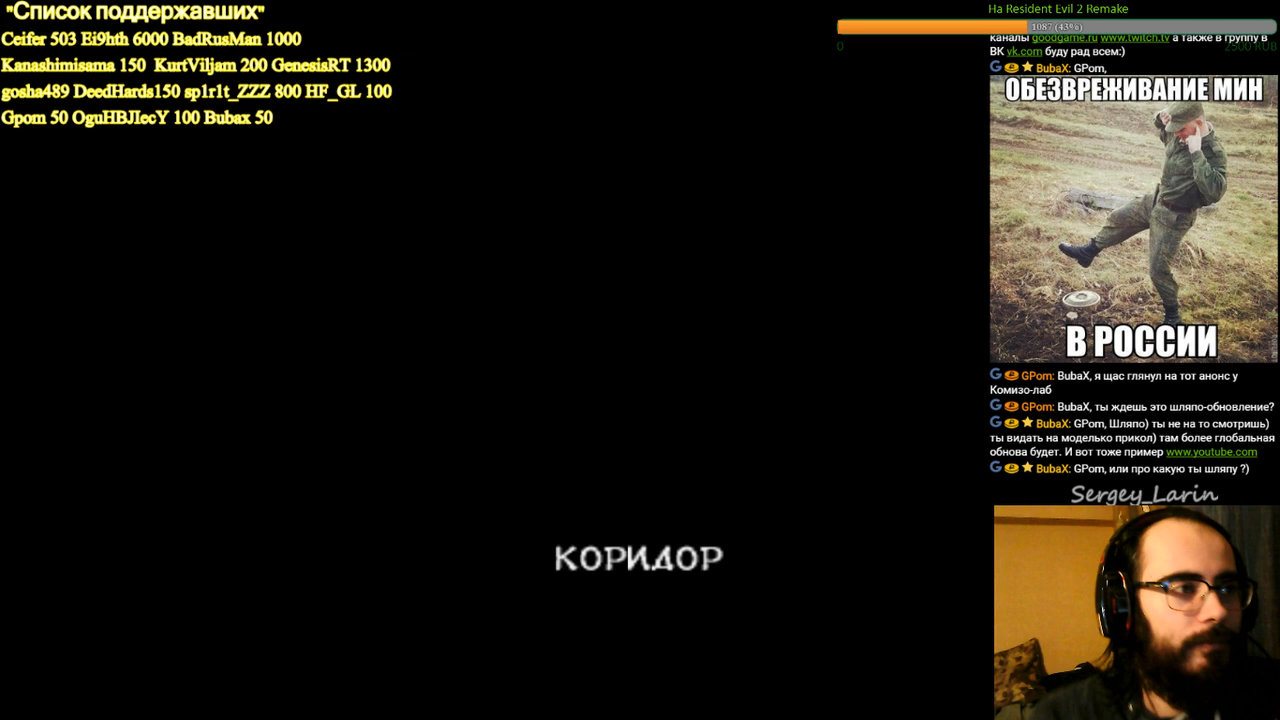 "Список поддержавших"
Ceifer 503 Ei9hth 6000 BadRusMan 1000
Kanashimisama 150 KurtViljam 200 GenesisRT 1300
gosha489 DeedHards150 sp1r1t_ZZZ 800 HF_GL 100
Gpom 50 OguHBJIecY 100 Bubax 50
КОРИДОР
На Resident Evil 2 Remake
1087 (43%)
0 2500 RUB
каналы goodgame.ru www.twitch.tv а также в группу в
ВК vk.com буду рад всем:)
BubaX: GPom,
ОБЕЗВРЕЖИВАНИЕ МИН
В РОССИИ
GPom: BubaX, я щас глянул на тот анонс у
Комизо-лаб
GPom: BubaX, ты ждешь это шляпо-обновление?
BubaX: GPom, Шляпо) ты не на то смотришь)
ты видать на моделько прикол) там более глобальная
обнова будет. И вот тоже пример www.youtube.com
BubaX: GPom, или про какую ты шляпу ?)
Sergey_Larin